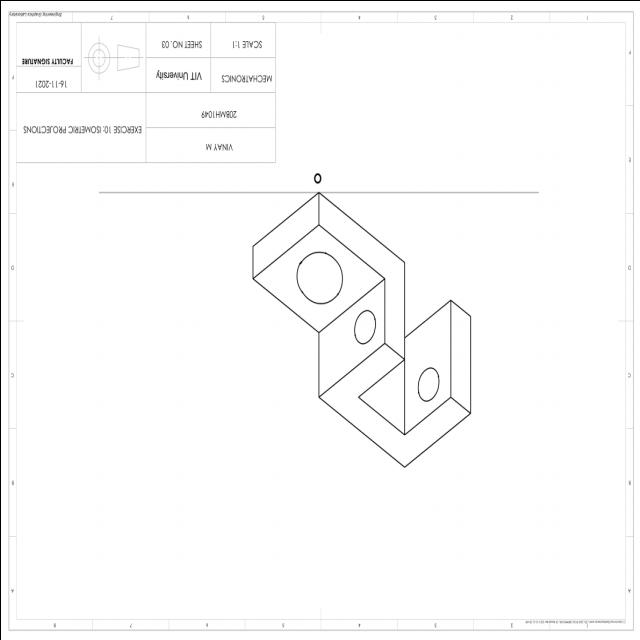 1 2 3 4 5 6 7 8
A
B
C
D
E
F
O
VINAY M
20BMH1049
EXERCISE 10: ISOMETRIC PROJECTIONS
MECHATRONICS
VIT University
16-11-2021
SCALE 1:1
SHEET NO. 03
FACULTY SIGNATURE
1 2 3 4 5 6 7
Engineering Graphics Laboratory